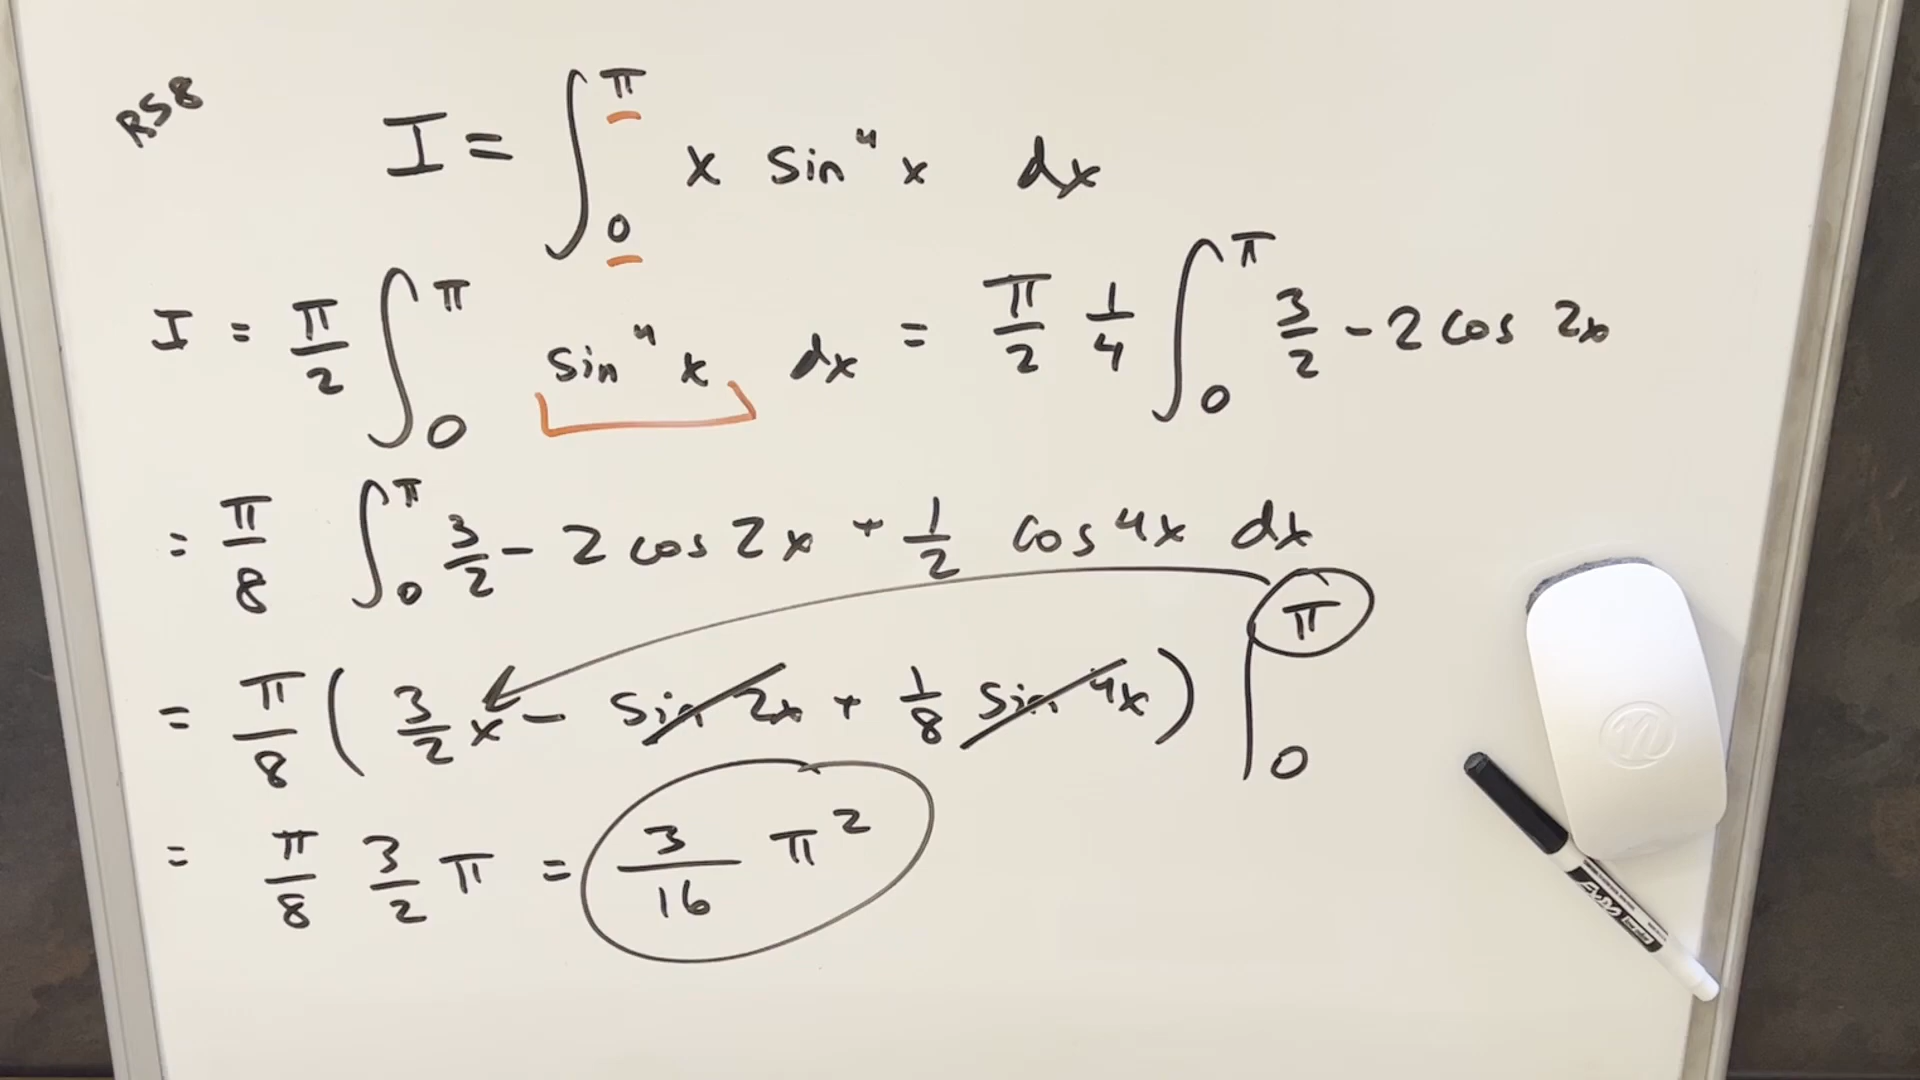 RS8
I = ∫₀^π x sin⁴ x dx
I = π/2 ∫₀^π sin⁴ x dx = π/2 1/4 ∫₀^π 3/2 - 2 cos 2x
= π/8 ∫₀^π 3/2 - 2 cos 2x + 1/2 cos 4x dx
= π/8 ( 3/2 x - sin 2x + 1/8 sin 4x ) |₀^π
= π/8 3/2 π = 3/16 π²
EXPO